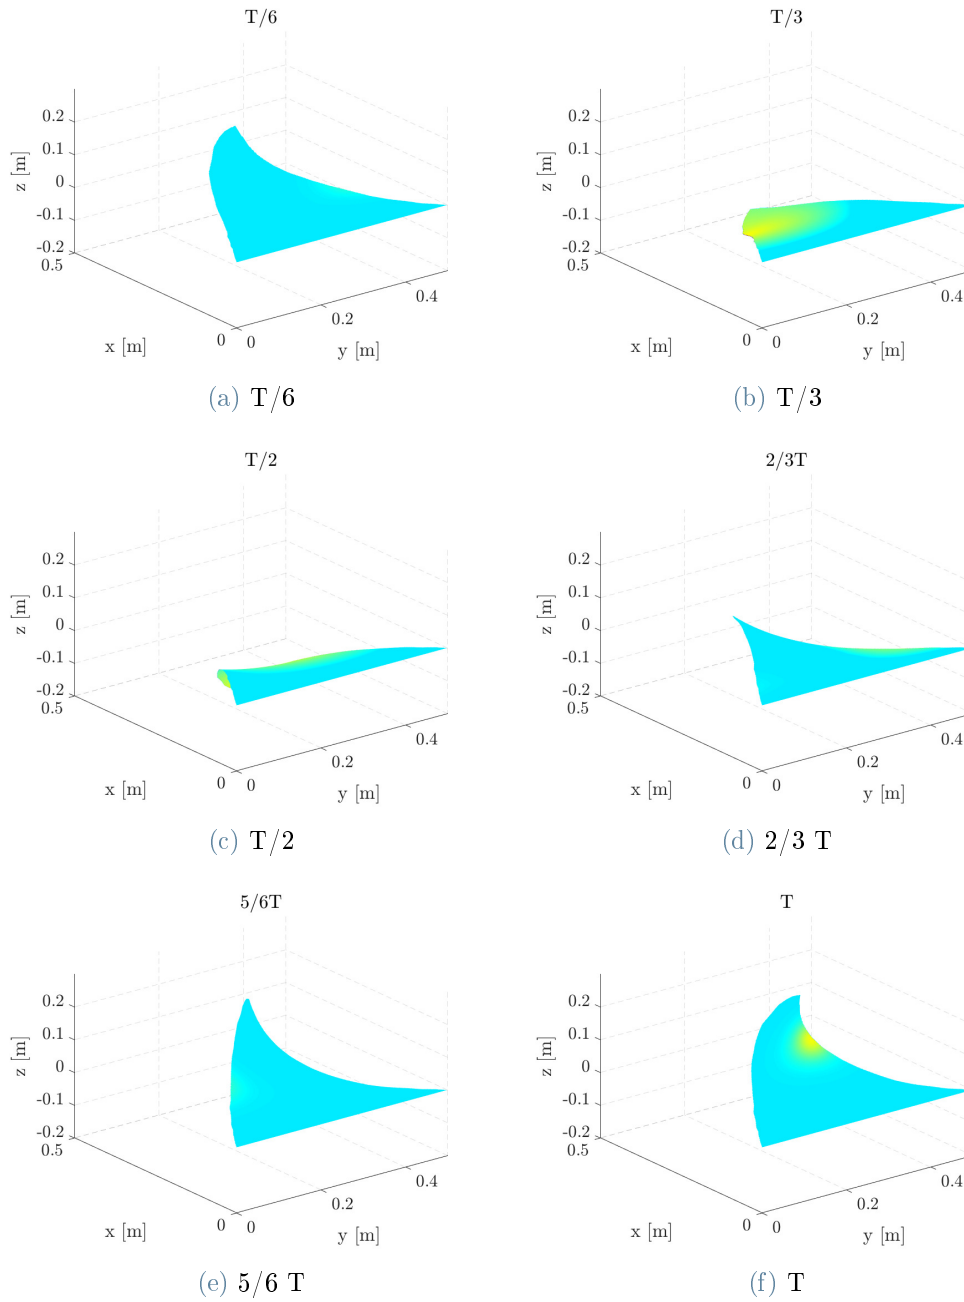 T/6
0.2
0.1
0
-0.1
-0.2
z [m]
0.5
0
x [m]
0
0.2
0.4
y [m]
(a) T/6
T/3
0.2
0.1
0
-0.1
-0.2
z [m]
0.5
0
x [m]
0
0.2
0.4
y [m]
(b) T/3
T/2
0.2
0.1
0
-0.1
-0.2
z [m]
0.5
0
x [m]
0
0.2
0.4
y [m]
(c) T/2
2/3T
0.2
0.1
0
-0.1
-0.2
z [m]
0.5
0
x [m]
0
0.2
0.4
y [m]
(d) 2/3 T
5/6T
0.2
0.1
0
-0.1
-0.2
z [m]
0.5
0
x [m]
0
0.2
0.4
y [m]
(e) 5/6 T
T
0.2
0.1
0
-0.1
-0.2
z [m]
0.5
0
x [m]
0
0.2
0.4
y [m]
(f) T